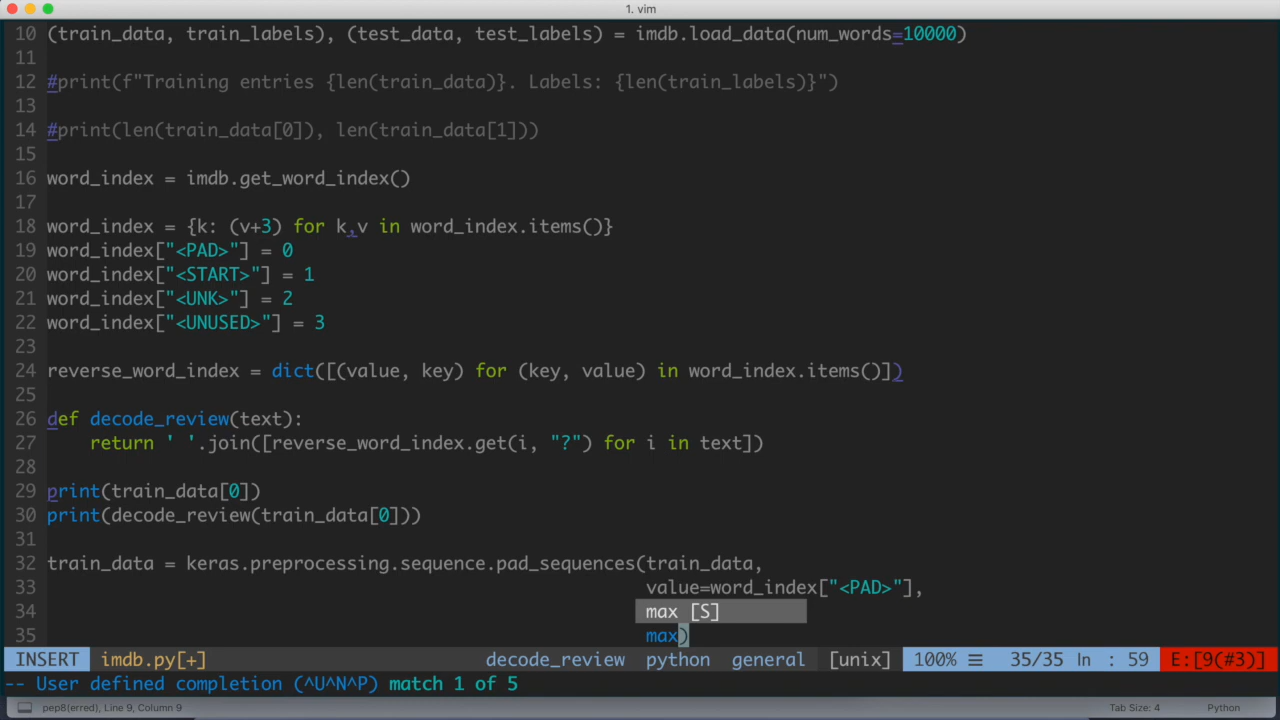 1. vim
10 (train_data, train_labels), (test_data, test_labels) = imdb.load_data(num_words=10000)
11
12 #print(f"Training entries {len(train_data)}. Labels: {len(train_labels)}")
13
14 #print(len(train_data[0]), len(train_data[1]))
15
16 word_index = imdb.get_word_index()
17
18 word_index = {k: (v+3) for k,v in word_index.items()}
19 word_index["<PAD>"] = 0
20 word_index["<START>"] = 1
21 word_index["<UNK>"] = 2
22 word_index["<UNUSED>"] = 3
23
24 reverse_word_index = dict([(value, key) for (key, value) in word_index.items()])
25
26 def decode_review(text):
27     return ' '.join([reverse_word_index.get(i, "?") for i in text])
28
29 print(train_data[0])
30 print(decode_review(train_data[0]))
31
32 train_data = keras.preprocessing.sequence.pad_sequences(train_data,
33                                                         value=word_index["<PAD>"],
34                                                         max [S]
35                                                         max)
INSERT imdb.py[+] decode_review python general [unix] 100% ☰ 35/35 ln : 59 E:[9(#3)]
-- User defined completion (^U^N^P) match 1 of 5
pep8(erred), Line 9, Column 9 Tab Size: 4 Python